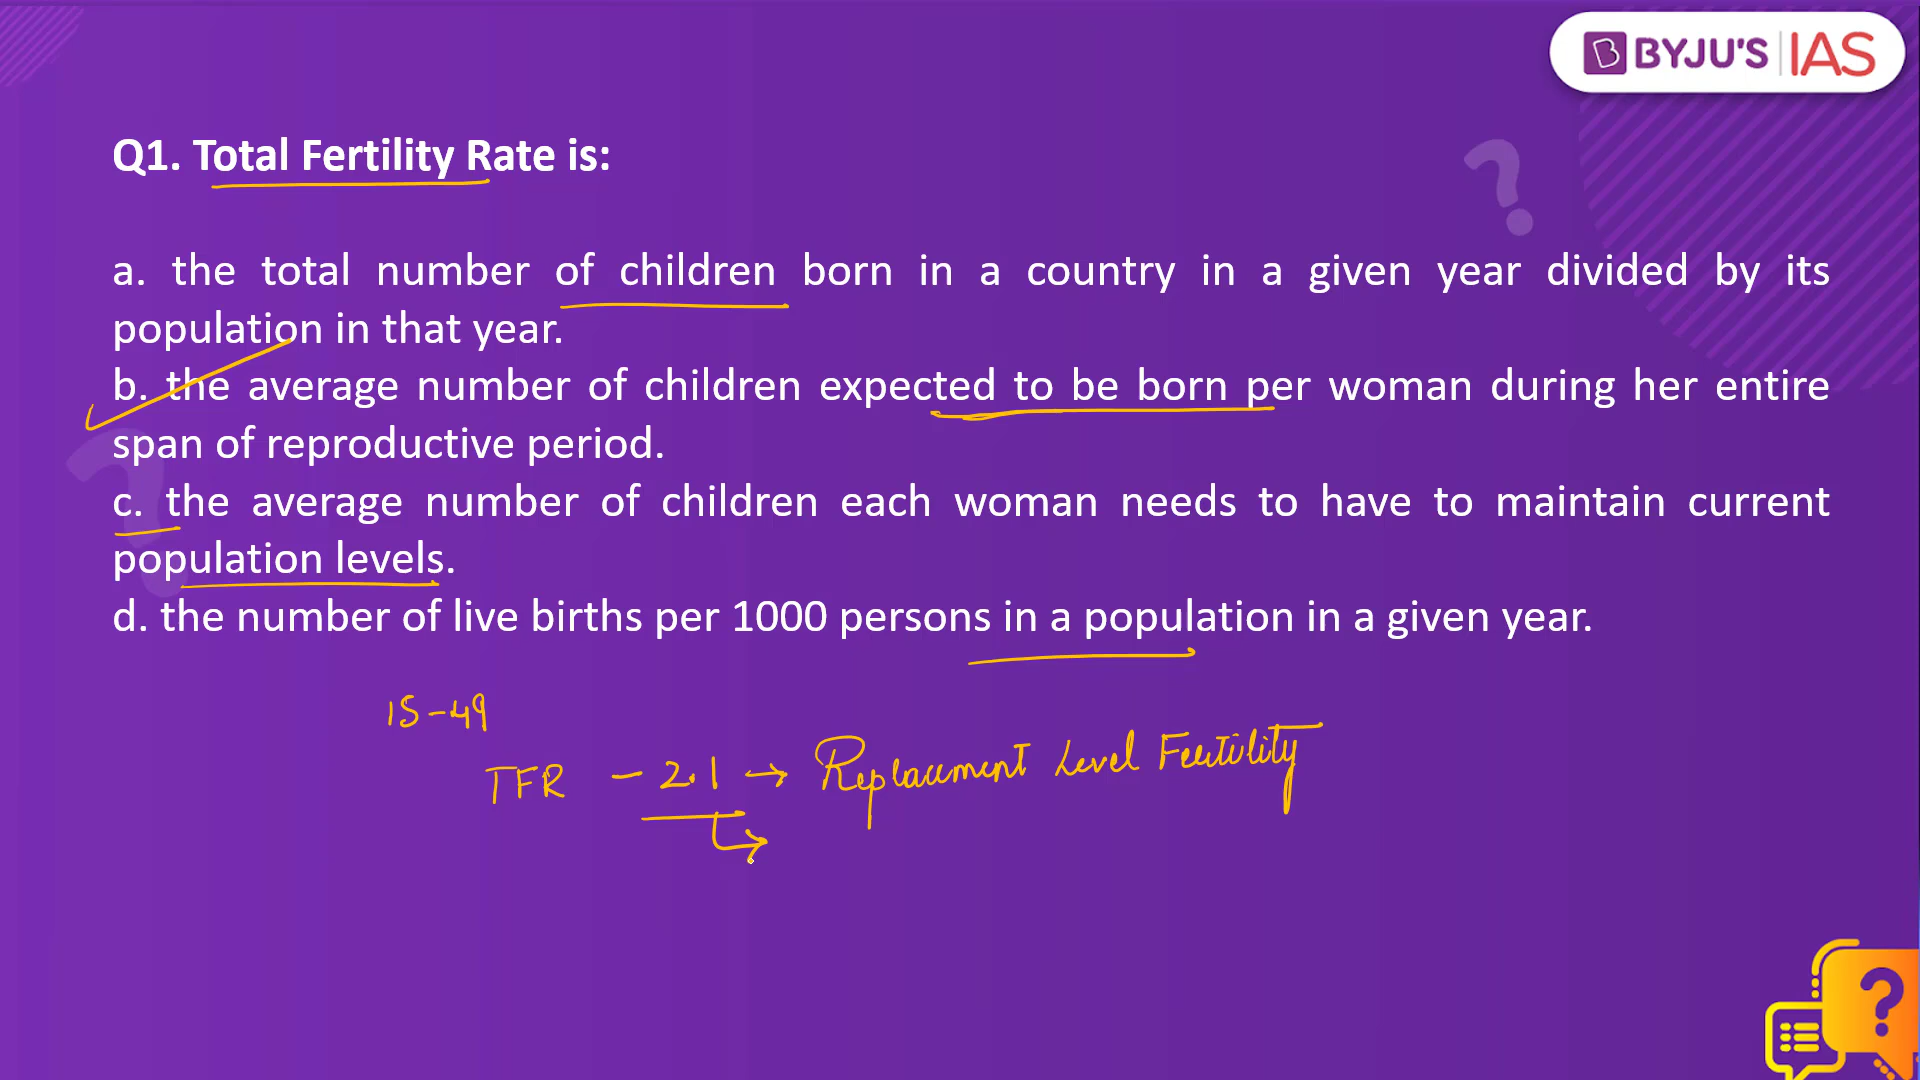 BYJU'S IAS
Q1. Total Fertility Rate is:
a. the total number of children born in a country in a given year divided by its
population in that year.
b. the average number of children expected to be born per woman during her entire
span of reproductive period.
c. the average number of children each woman needs to have to maintain current
population levels.
d. the number of live births per 1000 persons in a population in a given year.
15-49
TFR - 2.1 → Replacement Level Fertility